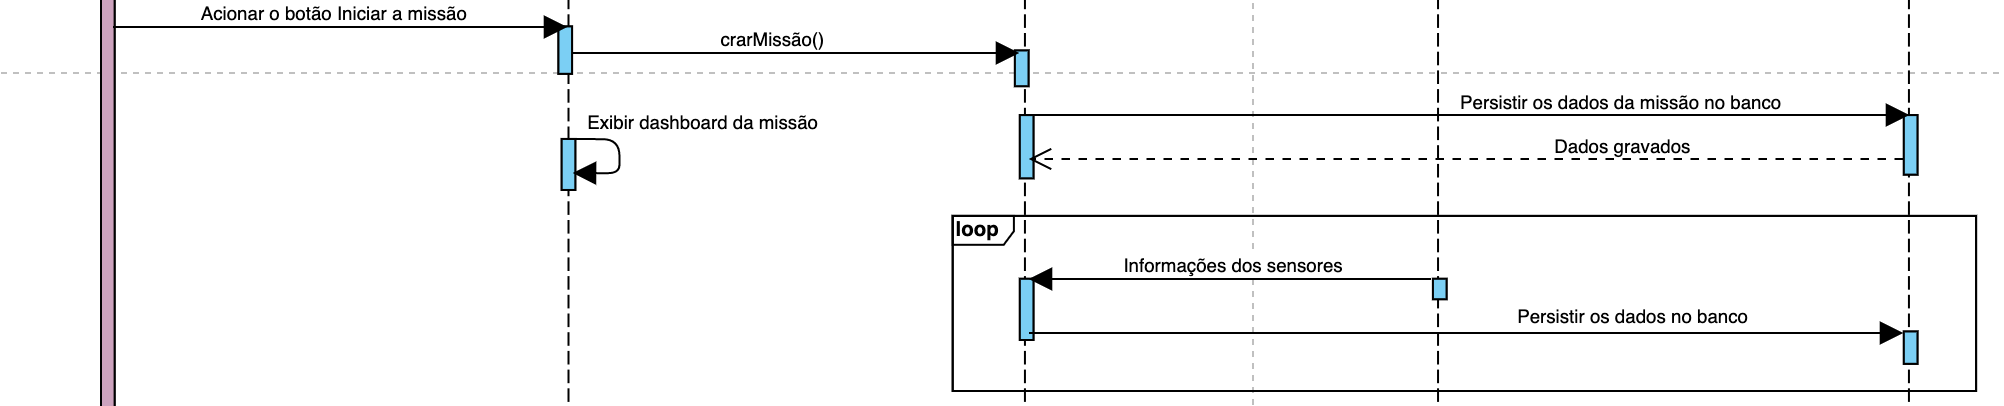 Acionar o botão Iniciar a missão
crarMissão()
Persistir os dados da missão no banco
Exibir dashboard da missão
Dados gravados
loop
Informações dos sensores
Persistir os dados no banco